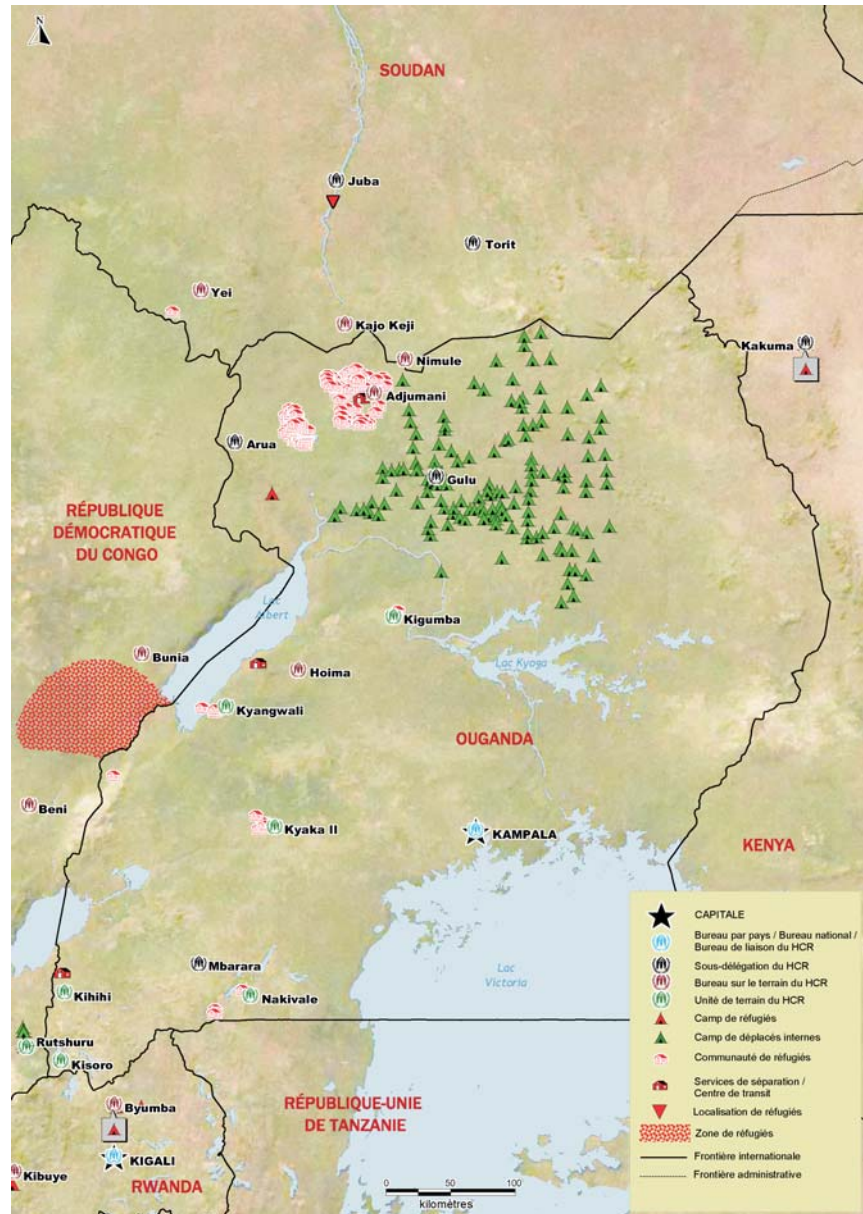 N
SOUDAN
Juba
Torit
Yei
Kajo Keji
Nimule
Kakuma
Adjumani
Arua
Gulu
RÉPUBLIQUE
DÉMOCRATIQUE
DU CONGO
Lac
Albert
Kigumba
Bunia
Hoima
Lac Kyoga
Kyangwali
OUGANDA
Beni
Kyaka II
KAMPALA
KENYA
Mbarara
Lac
Victoria
Kihihi
Nakivale
Rutshuru
Kisoro
Byumba
RÉPUBLIQUE-UNIE
DE TANZANIE
KIGALI
Kibuye
RWANDA
0 50 100
kilomètres
CAPITALE
Bureau par pays / Bureau national /
Bureau de liaison du HCR
Sous-délégation du HCR
Bureau sur le terrain du HCR
Unité de terrain du HCR
Camp de réfugiés
Camp de déplacés internes
Communauté de réfugiés
Services de séparation /
Centre de transit
Localisation de réfugiés
Zone de réfugiés
Frontière internationale
Frontière administrative